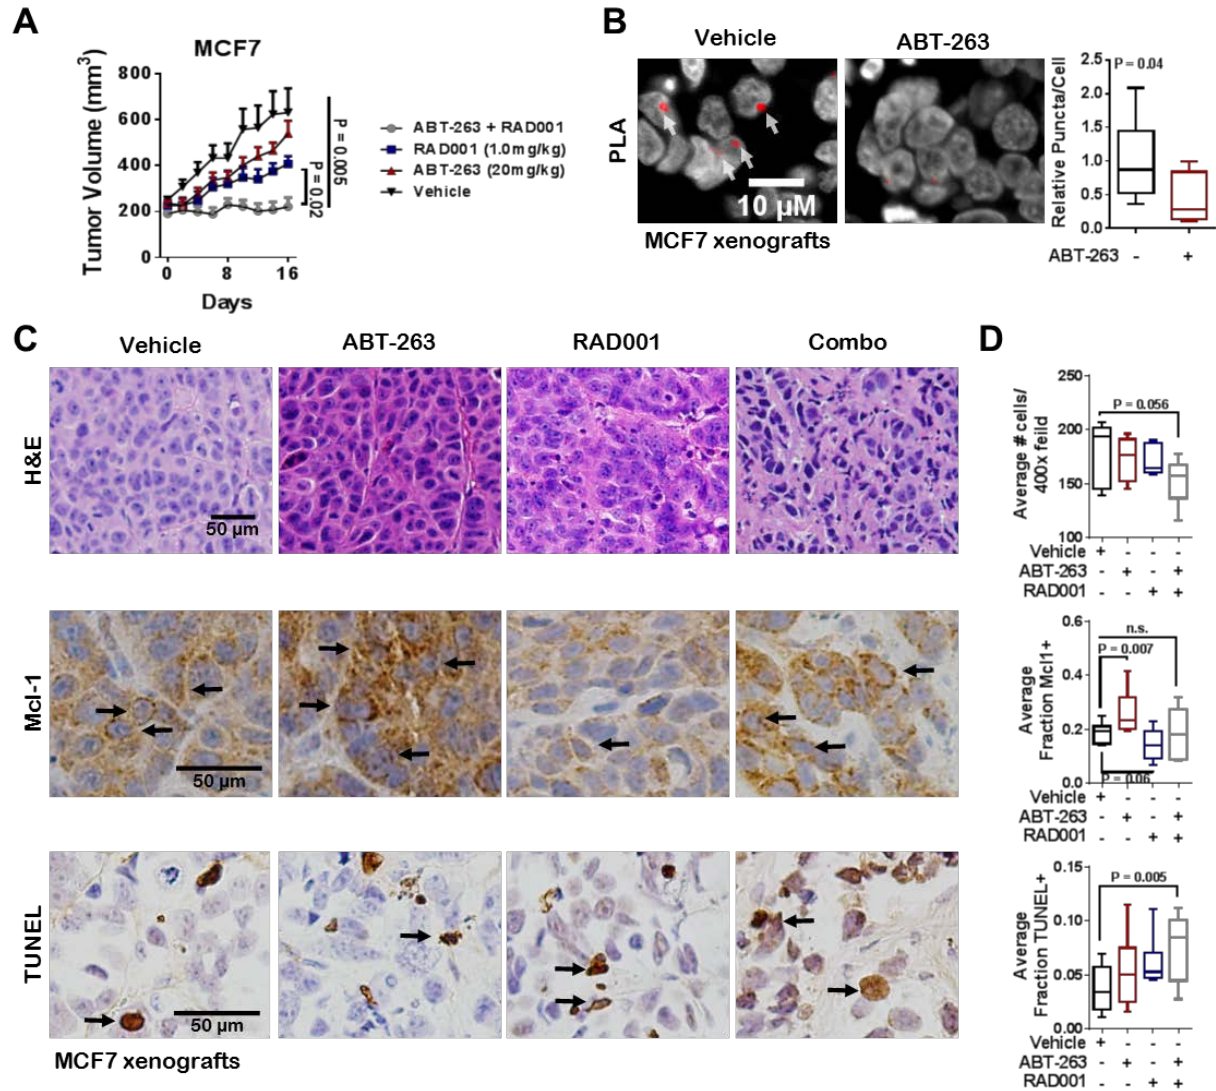 A
MCF7
Tumor Volume (mm3)
800
600
400
200
0
0 8 16
Days
P = 0.005
P = 0.02
ABT-263 + RAD001
RAD001 (1.0mg/kg)
ABT-263 (20mg/kg)
Vehicle
B
Vehicle ABT-263
PLA
10 µM
MCF7 xenografts
Relative Puncta/Cell
P = 0.04
2.5
2.0
1.5
1.0
0.5
0.0
ABT-263 - +
C
Vehicle ABT-263 RAD001 Combo
H&E
50 µm
Mcl-1
50 µm
TUNEL
50 µm
MCF7 xenografts
D
Average # cells/
400x feild
250
200
150
100
P = 0.056
Vehicle + - - -
ABT-263 - + - +
RAD001 - - + +
Average
Fraction Mcl1+
0.6
0.4
0.2
0.0
n.s.
P = 0.007
P = 0.06
Vehicle + - - -
ABT-263 - + - +
RAD001 - - + +
Average
Fraction TUNEL+
0.15
0.10
0.05
0.00
P = 0.005
Vehicle + - - -
ABT-263 - + - +
RAD001 - - + +